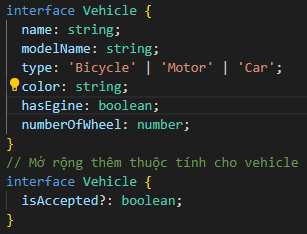 interface Vehicle {
name: string;
modelName: string;
type: 'Bicycle' | 'Motor' | 'Car';
color: string;
hasEgine: boolean;
numberOfWheel: number;
}
// Mở rộng thêm thuộc tính cho vehicle
interface Vehicle {
isAccepted?: boolean;
}